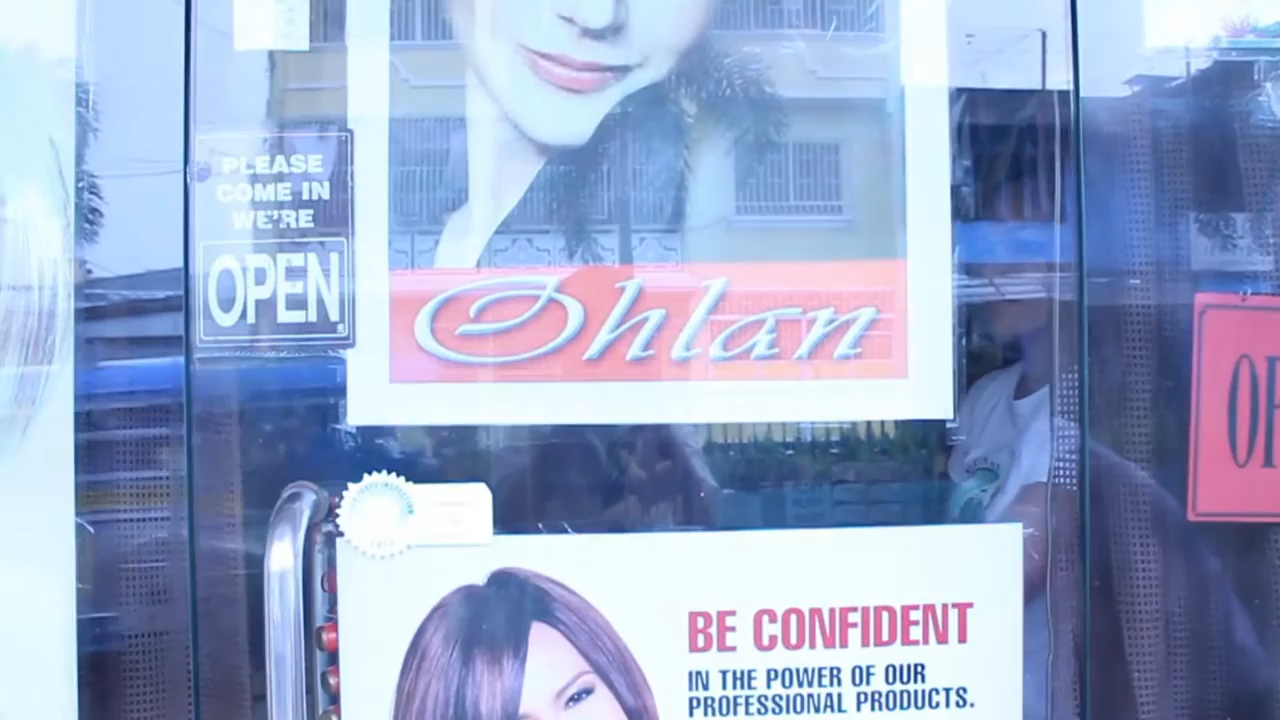 PLEASE
COME IN
WE'RE
OPEN
Ohlan
BE CONFIDENT
IN THE POWER OF OUR
PROFESSIONAL PRODUCTS.